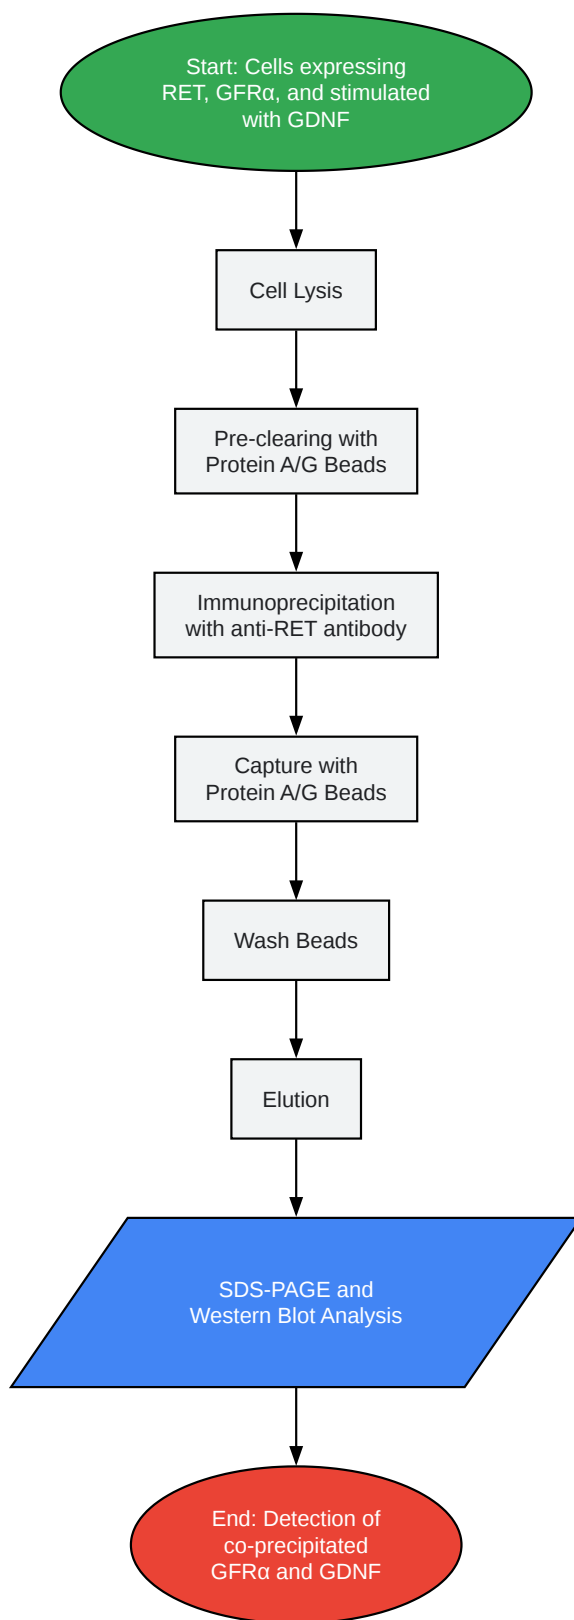 Start: Cells expressing
RET, GFRα, and stimulated
with GDNF
Cell Lysis
Pre-clearing with
Protein A/G Beads
Immunoprecipitation
with anti-RET antibody
Capture with
Protein A/G Beads
Wash Beads
Elution
SDS-PAGE and
Western Blot Analysis
End: Detection of
co-precipitated
GFRα and GDNF